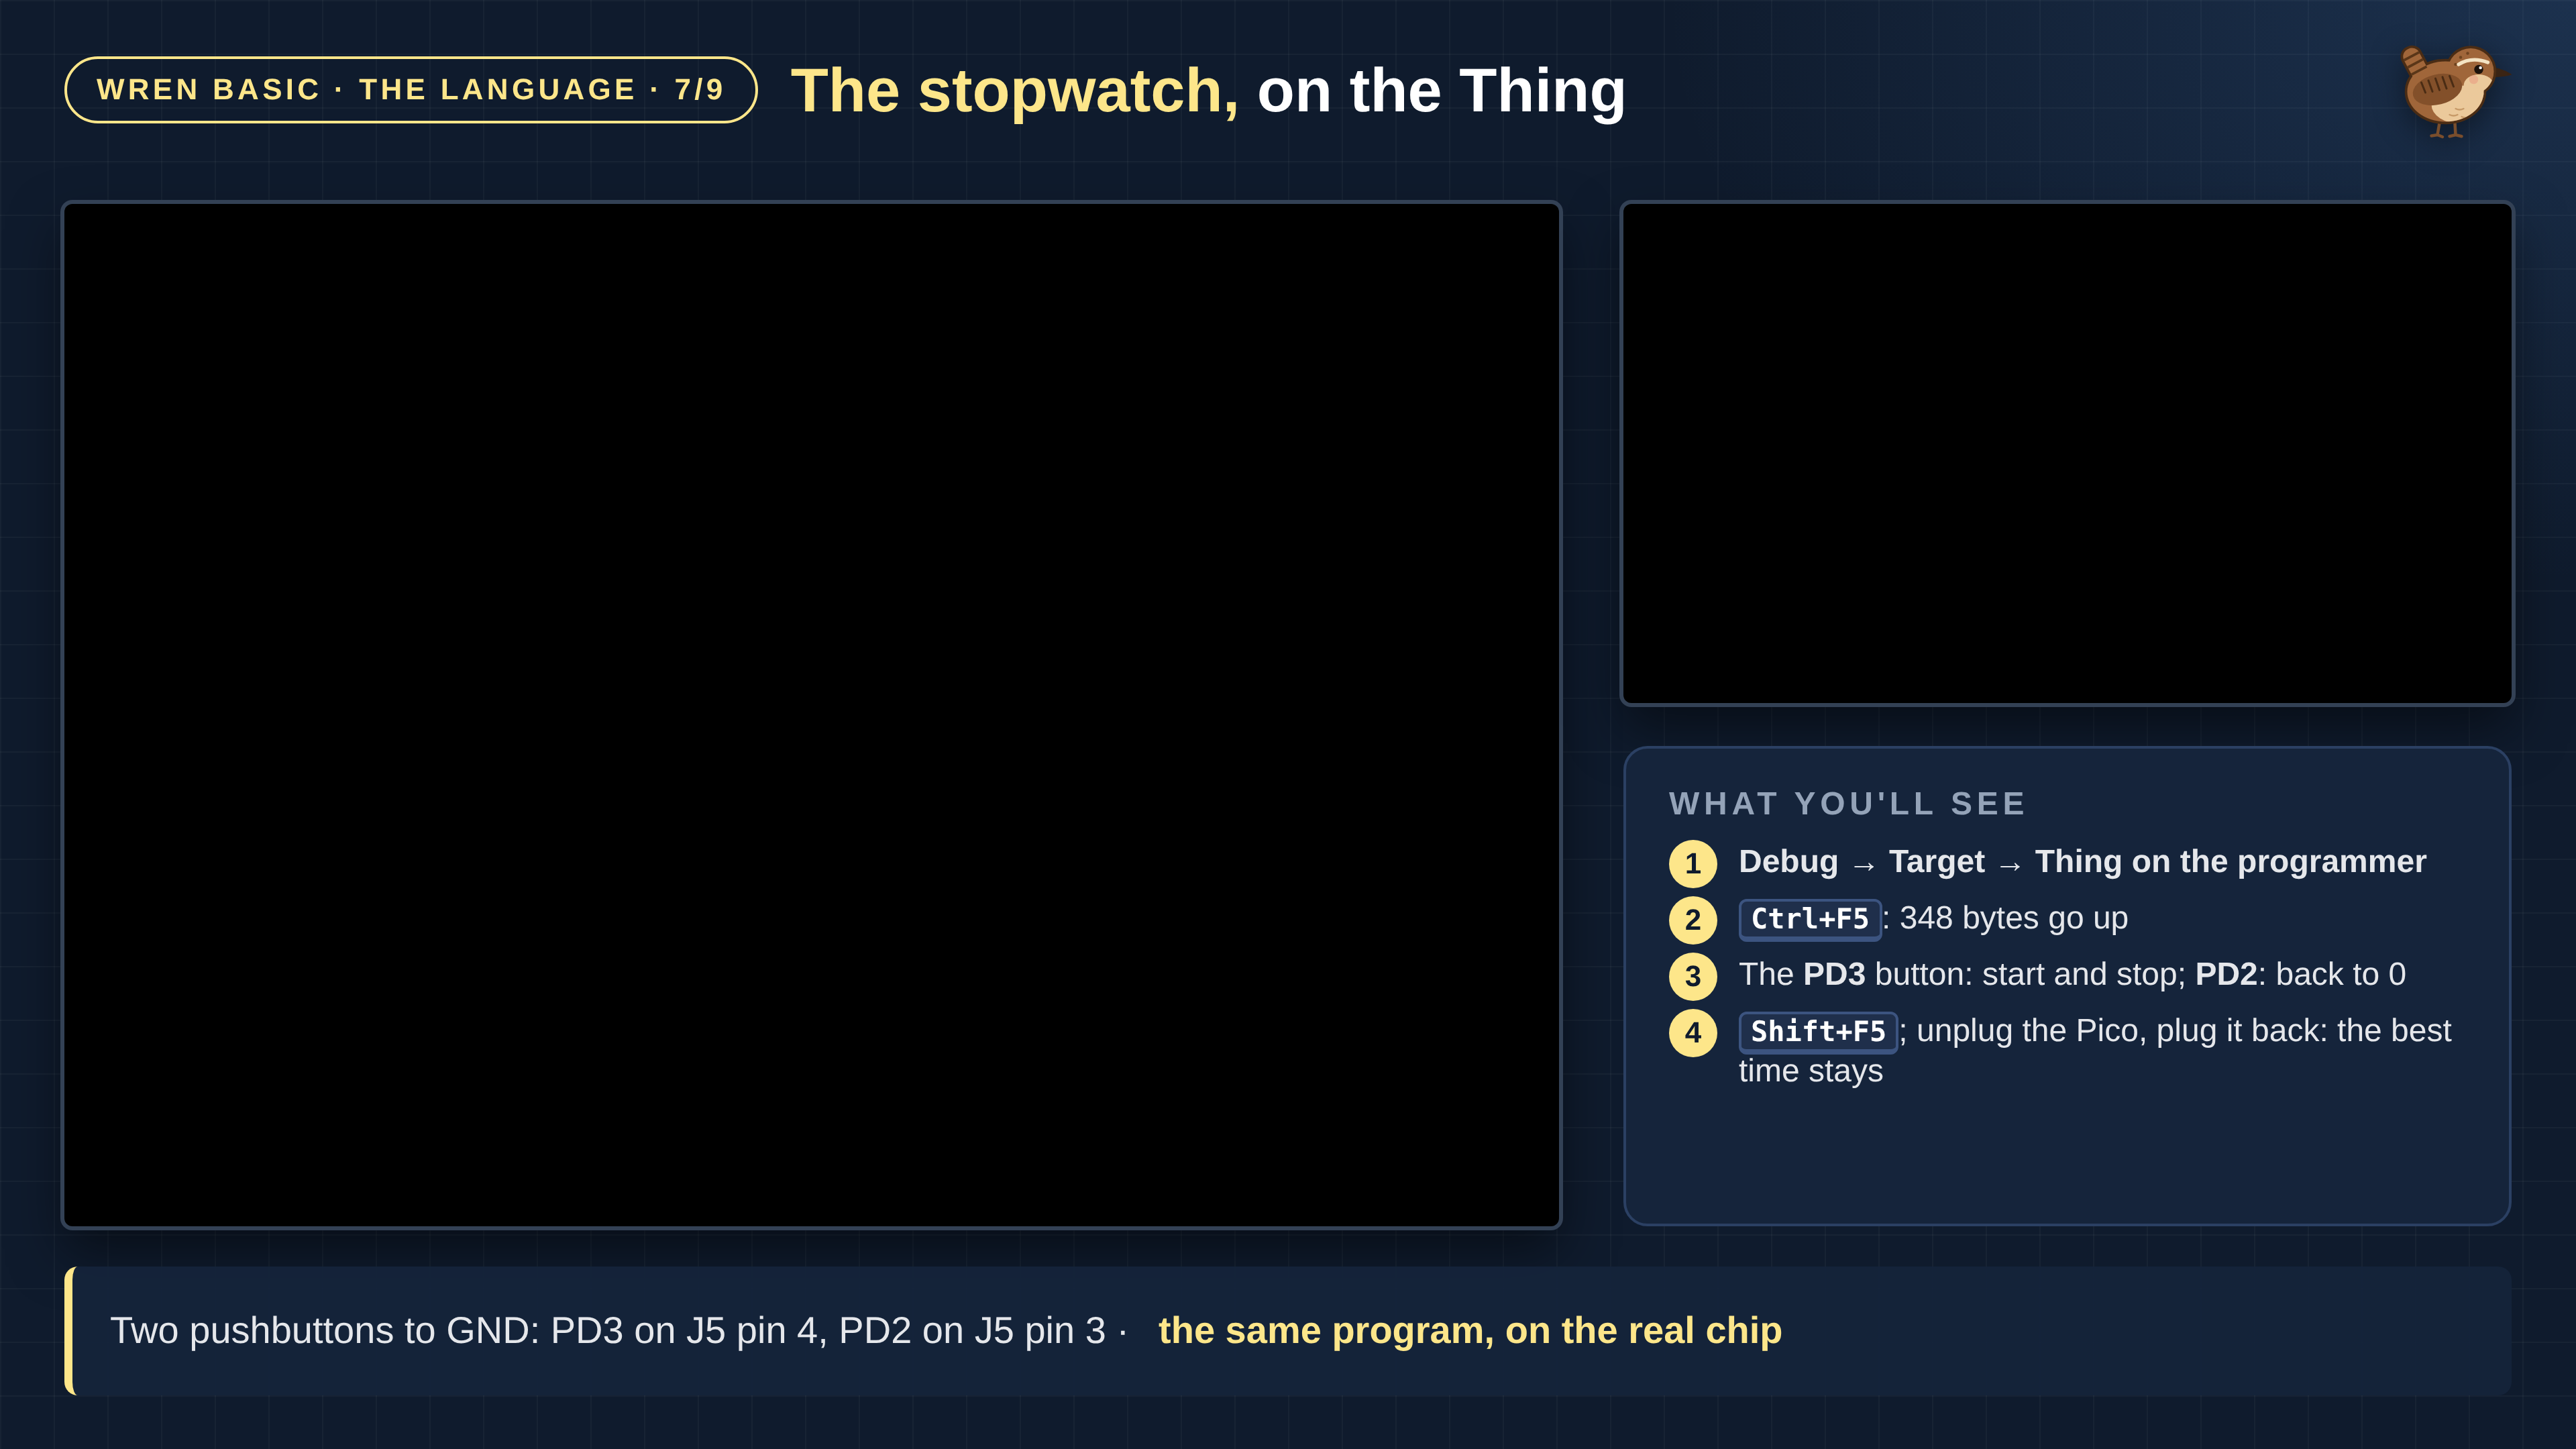 WREN BASIC · THE LANGUAGE · 7/9
The stopwatch, on the Thing
WHAT YOU'LL SEE
1 Debug → Target → Thing on the programmer
2 Ctrl+F5: 348 bytes go up
3 The PD3 button: start and stop; PD2: back to 0
4 Shift+F5; unplug the Pico, plug it back: the best
time stays
Two pushbuttons to GND: PD3 on J5 pin 4, PD2 on J5 pin 3 · the same program, on the real chip